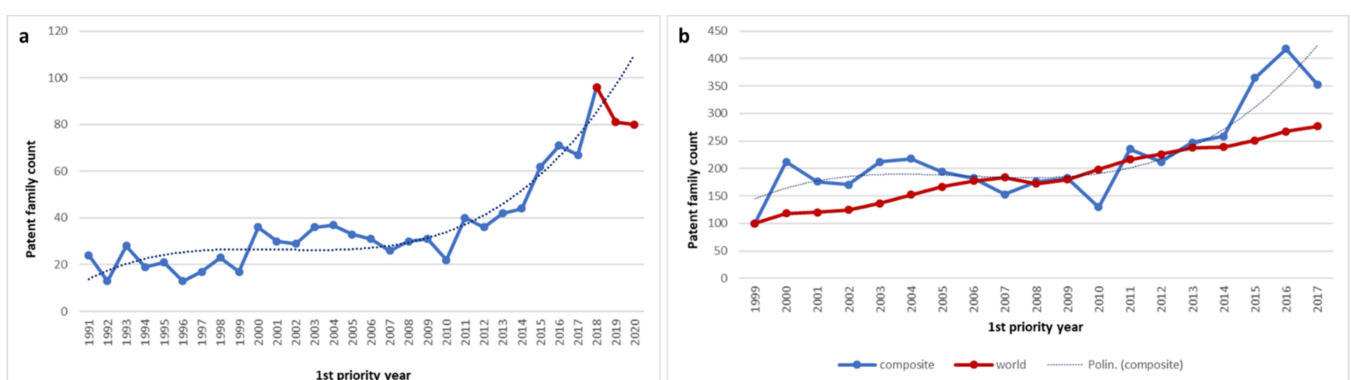 a
Patent family count
120
100
80
60
40
20
0
1991 1992 1993 1994 1995 1996 1997 1998 1999 2000 2001 2002 2003 2004 2005 2006 2007 2008 2009 2010 2011 2012 2013 2014 2015 2016 2017 2018 2019 2020
1st priority year
b
Patent family count
450
400
350
300
250
200
150
100
50
0
1999 2000 2001 2002 2003 2004 2005 2006 2007 2008 2009 2010 2011 2012 2013 2014 2015 2016 2017
1st priority year
composite world Polin. (composite)